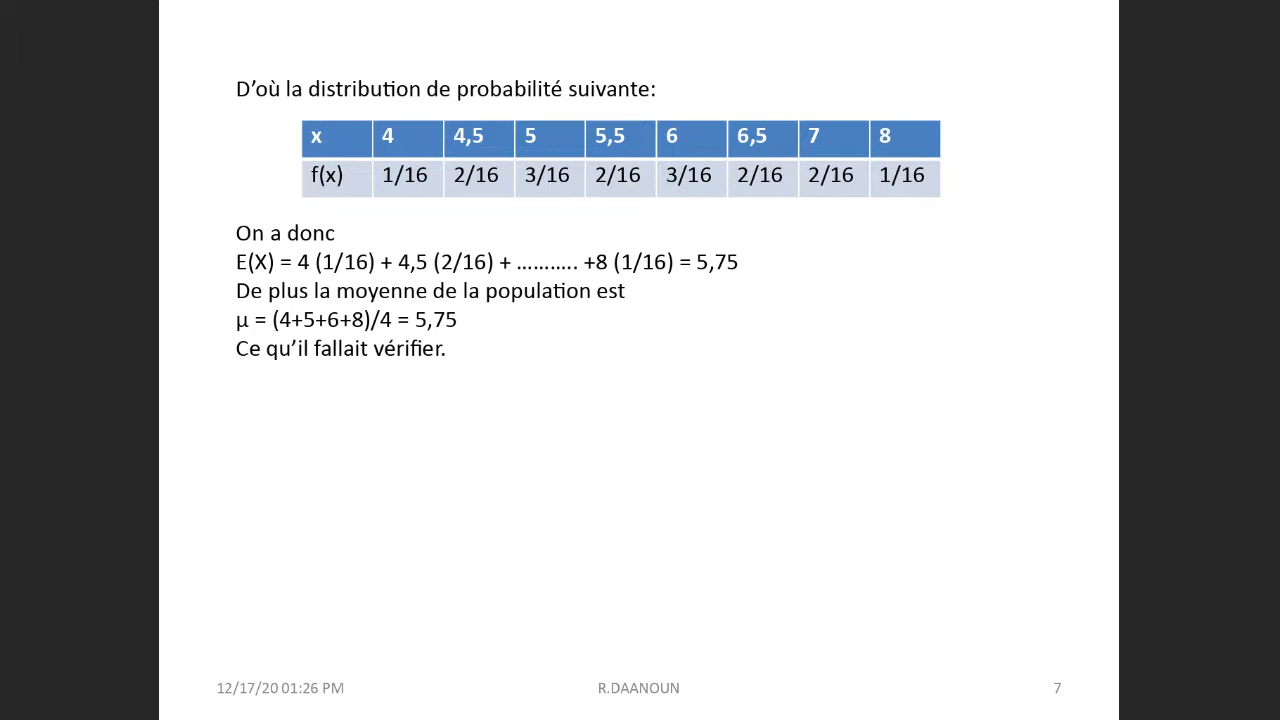 D’où la distribution de probabilité suivante:
x 4 4,5 5 5,5 6 6,5 7 8
f(x) 1/16 2/16 3/16 2/16 3/16 2/16 2/16 1/16
On a donc
E(X) = 4 (1/16) + 4,5 (2/16) + ……….. +8 (1/16) = 5,75
De plus la moyenne de la population est
µ = (4+5+6+8)/4 = 5,75
Ce qu’il fallait vérifier.
12/17/20 01:26 PM R.DAANOUN 7